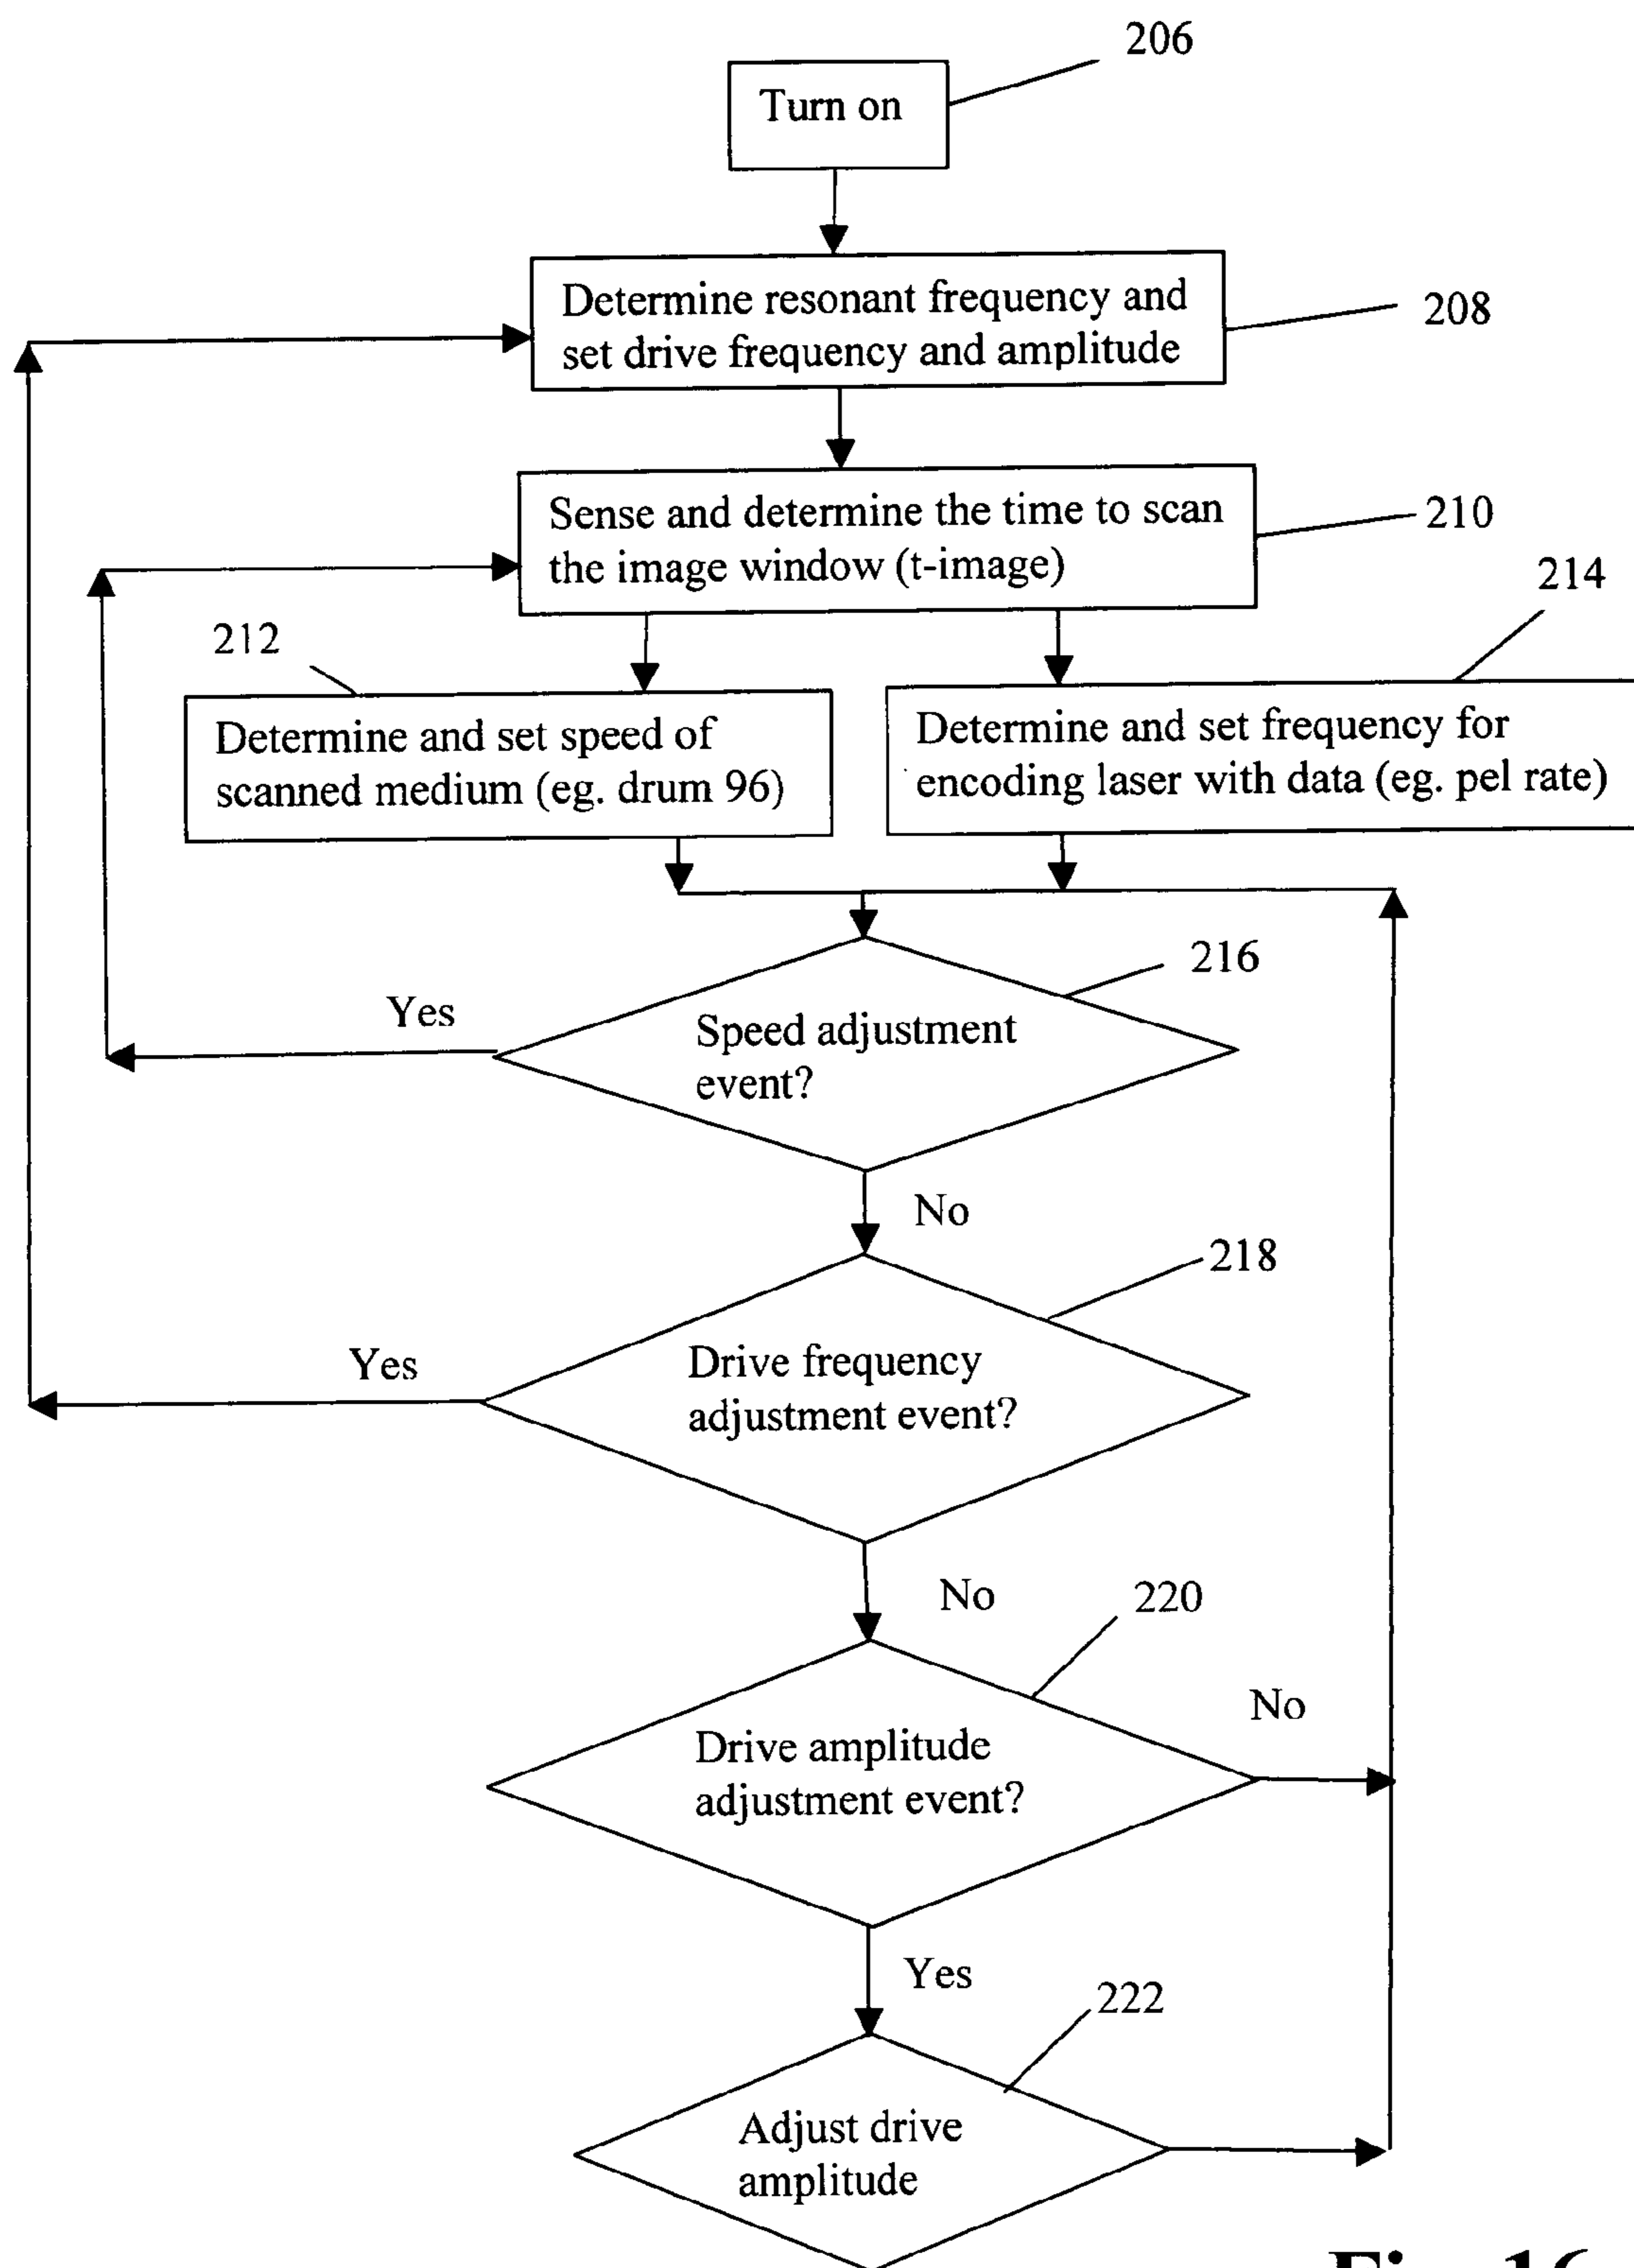 206
Turn on
Determine resonant frequency and
set drive frequency and amplitude
208
Sense and determine the time to scan
the image window (t-image)
210
214
212
Determine and set speed of
scanned medium (eg. drum 96)
Determine and set frequency for
encoding laser with data (eg. pel rate)
216
Yes
Speed adjustment
event?
No
218
Yes
Drive frequency
adjustment event?
No
220
No
Drive amplitude
adjustment event?
Yes
222
Adjust drive
amplitude
Fig 16